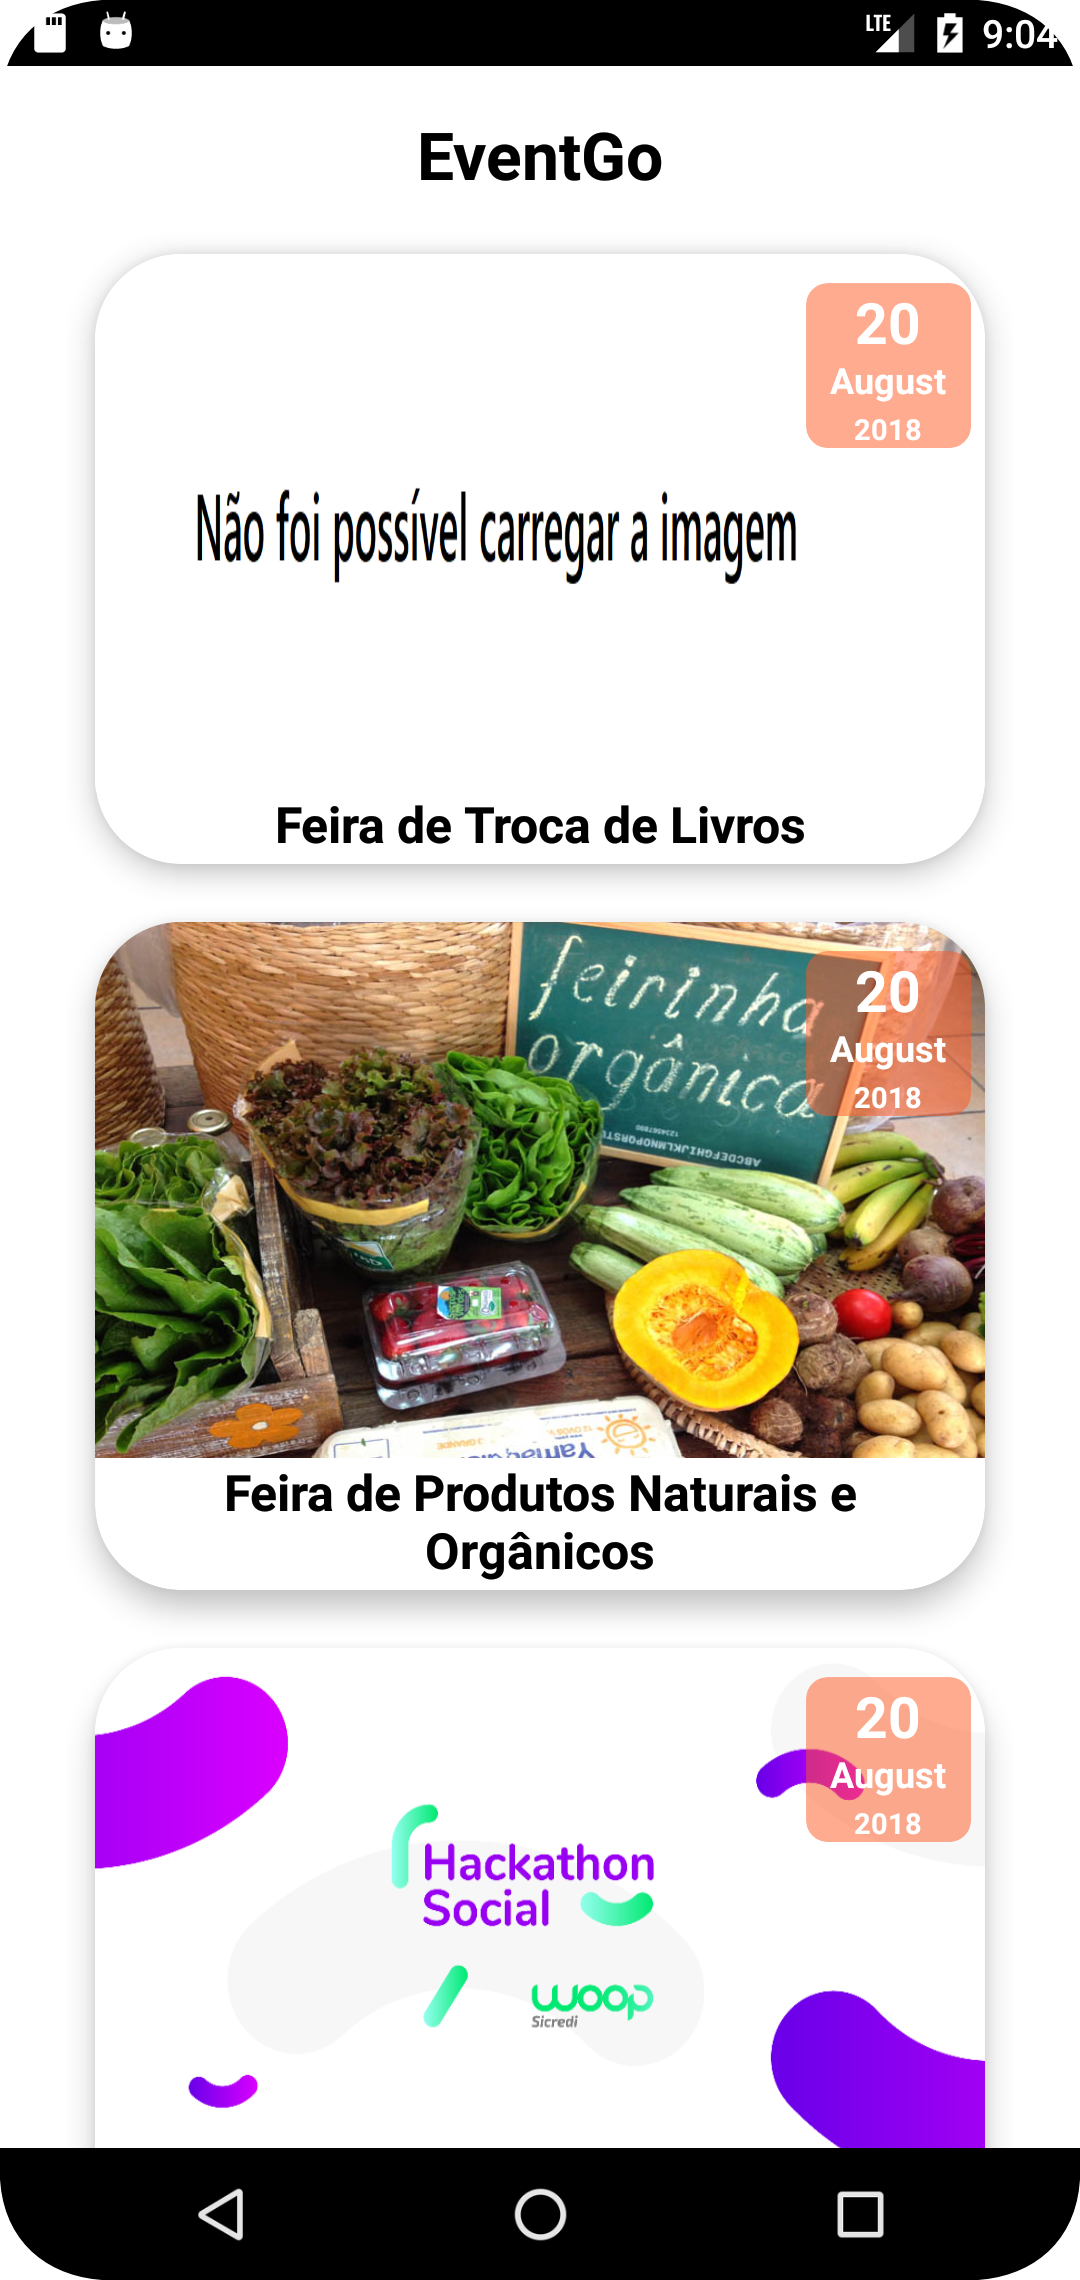 LTE
9:04
EventGo
20
August
2018
Não foi possível carregar a imagem
Feira de Troca de Livros
feirinha
orgânica
20
August
2018
Feira de Produtos Naturais e
Orgânicos
20
August
2018
Hackathon
Social
woop
Sicredi